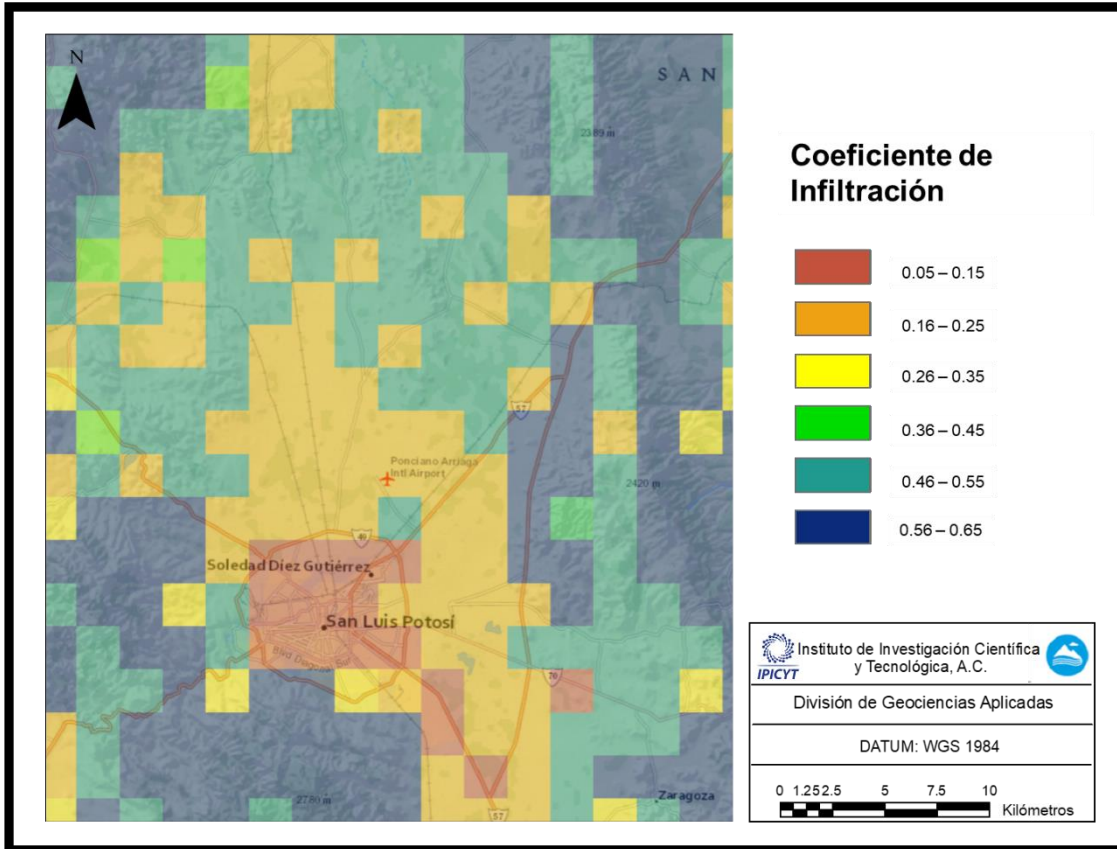 N
SAN
2389 m
57
Ponciano Arriaga
Intl Airport
2420 m
49
Soledad Díez Gutiérrez
San Luis Potosí
Blvd Diagonal Sur
70
2780 m
Zaragoza
57
Coeficiente de
Infiltración
0.05 – 0.15
0.16 – 0.25
0.26 – 0.35
0.36 – 0.45
0.46 – 0.55
0.56 – 0.65
IPICYT
Instituto de Investigación Científica
y Tecnológica, A.C.
División de Geociencias Aplicadas
DATUM: WGS 1984
0 1.25 2.5 5 7.5 10
Kilómetros